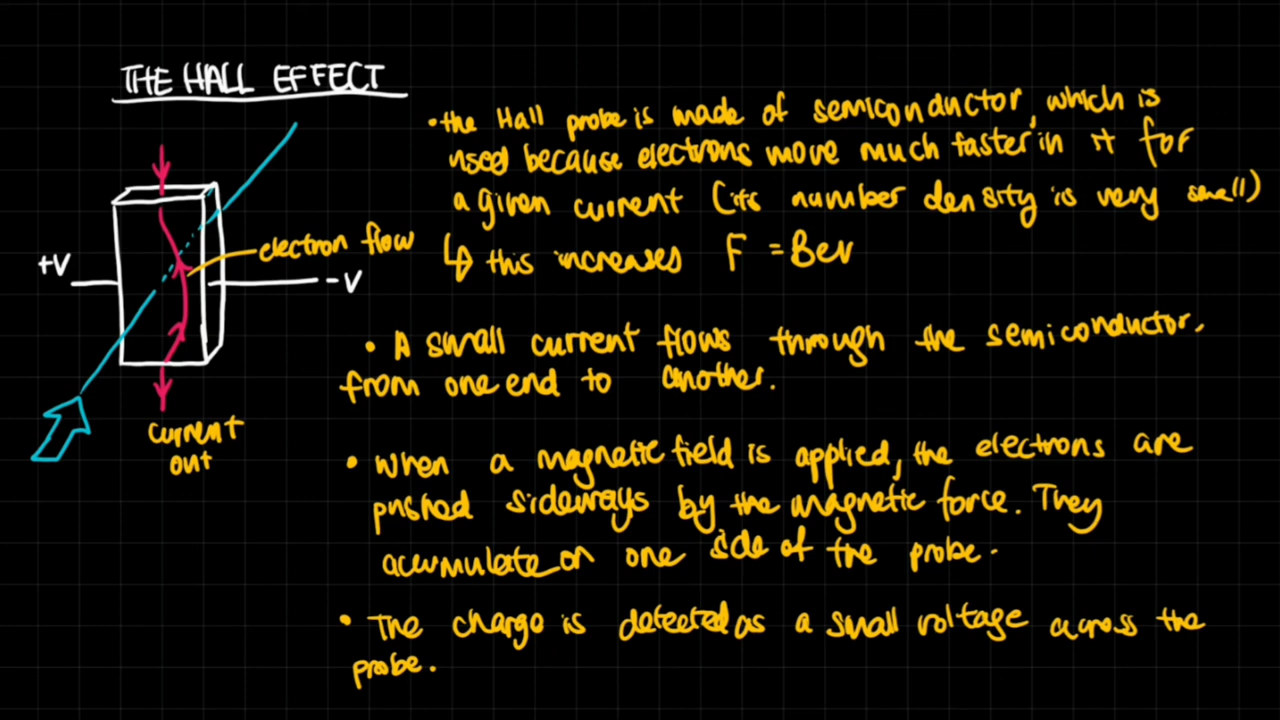 THE HALL EFFECT
• the Hall probe is made of semiconductor, which is
used because electrons move much faster in it for
a given current (its number density is very small)
↳ this increases F = Bev
electron flow
+V
-V
• A small current flows through the semiconductor.
from one end to another.
current
out
• When a magnetic field is applied, the electrons are
pushed sideways by the magnetic force. They
acumulate on one side of the probe.
• The charge is detected as a small voltage across the
probe.